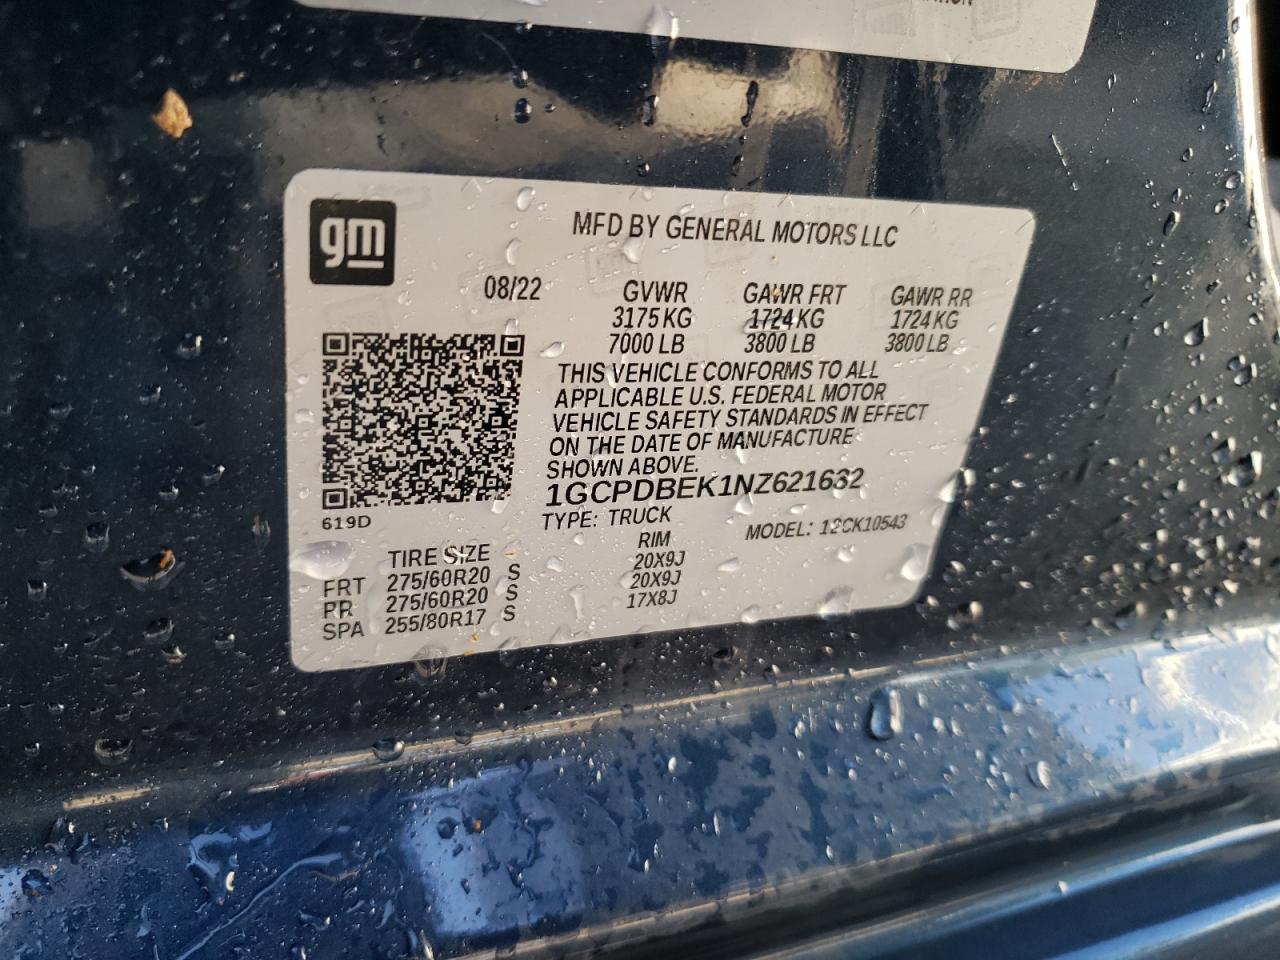 gm
MFD BY GENERAL MOTORS LLC
08/22
GVWR GAWR FRT GAWR RR
3175 KG 1724 KG 1724 KG
7000 LB 3800 LB 3800 LB
THIS VEHICLE CONFORMS TO ALL
APPLICABLE U.S. FEDERAL MOTOR
VEHICLE SAFETY STANDARDS IN EFFECT
ON THE DATE OF MANUFACTURE
SHOWN ABOVE.
1GCPDBEK1NZ621632
619D
TYPE: TRUCK MODEL: 12CK10543
TIRE SIZE RIM
FRT 275/60R20 S 20X9J
RR 275/60R20 S 20X9J
SPA 255/80R17 S 17X8J